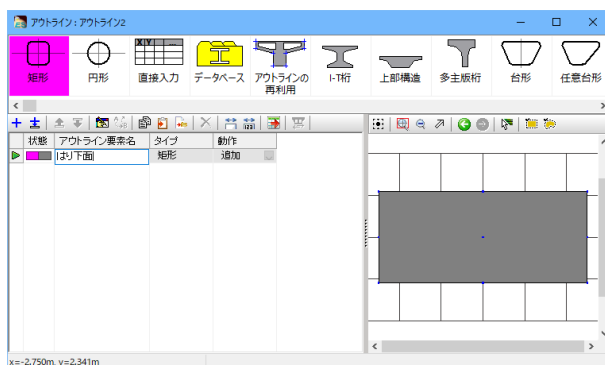 アウトライン : アウトライン2
矩形 円形 直接入力 データベース アウトラインの再利用 I-T桁 上部構造 多主版桁 台形 任意台形
状態 アウトライン要素名 タイプ 動作
はり下面 矩形 追加
x=-2.750m, y=2.341m